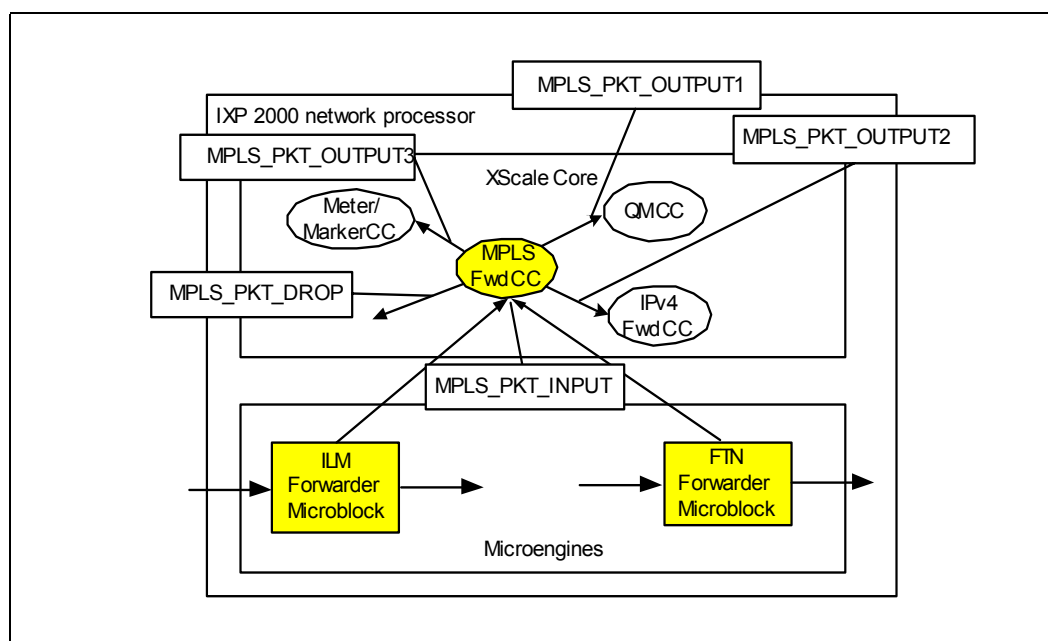 MPLS_PKT_OUTPUT1
IXP 2000 network processor
MPLS_PKT_OUTPUT2
MPLS_PKT_OUTPUT3
XScale Core
Meter/
MarkerCC
QMCC
MPLS
FwdCC
MPLS_PKT_DROP
IPv4
FwdCC
MPLS_PKT_INPUT
ILM
Forwarder
Microblock
FTN
Forwarder
Microblock
Microengines